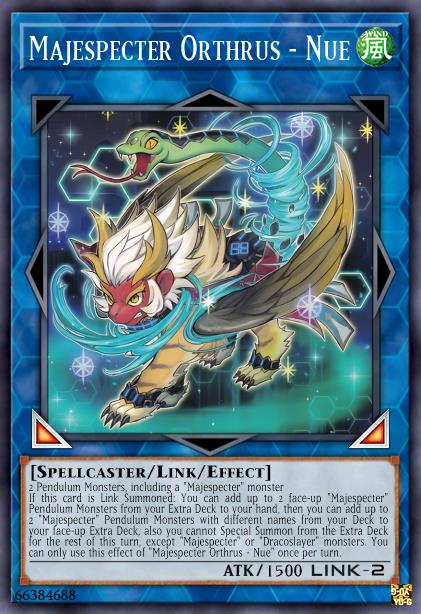 Majespecter Orthrus - Nue
WIND
風
[Spellcaster/Link/Effect]
2 Pendulum Monsters, including a "Majespecter" monster
If this card is Link Summoned: You can add up to 2 face-up "Majespecter"
Pendulum Monsters from your Extra Deck to your hand, then you can add up to
2 "Majespecter" Pendulum Monsters with different names from your Deck to
your face-up Extra Deck, also you cannot Special Summon from the Extra Deck
for the rest of this turn, except "Majespecter" or "Dracoslayer" monsters. You
can only use this effect of "Majespecter Orthrus - Nue" once per turn.
ATK/1500 LINK-2
66384688